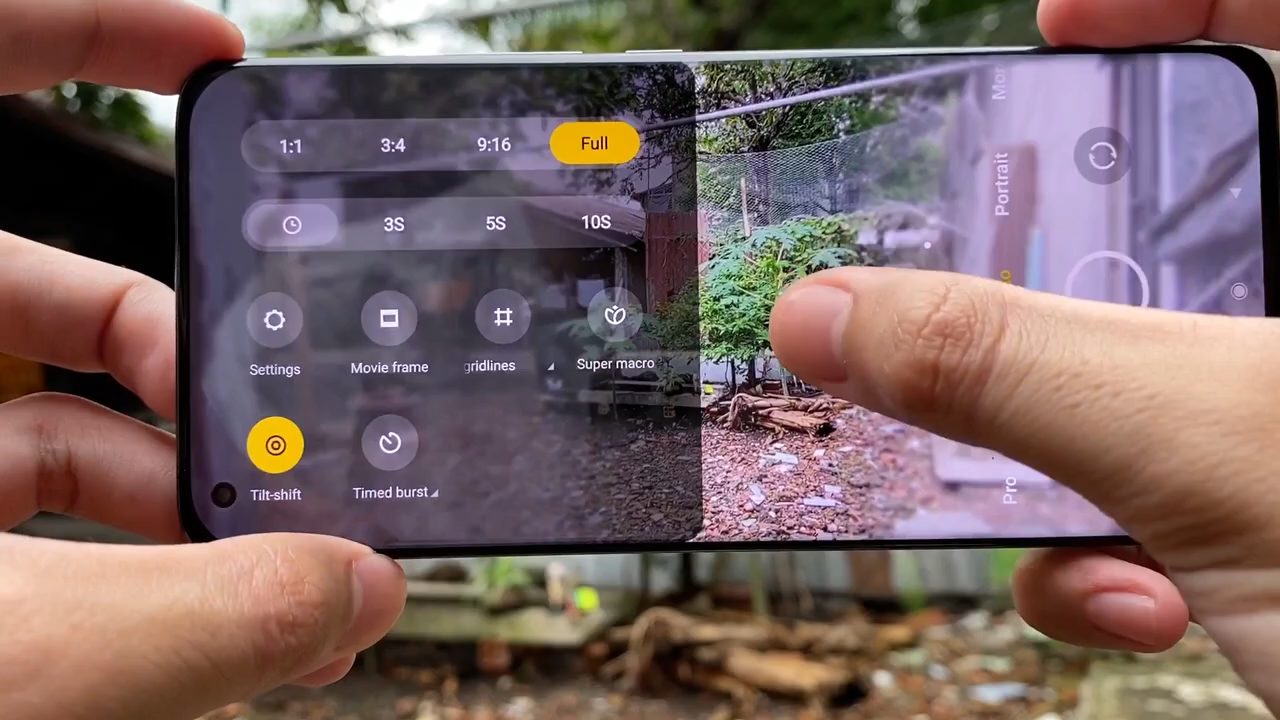 1:1 3:4 9:16 Full
3S 5S 10S
Settings Movie frame gridlines Super macro
Tilt-shift Timed burst
Mor
Portrait
Pro